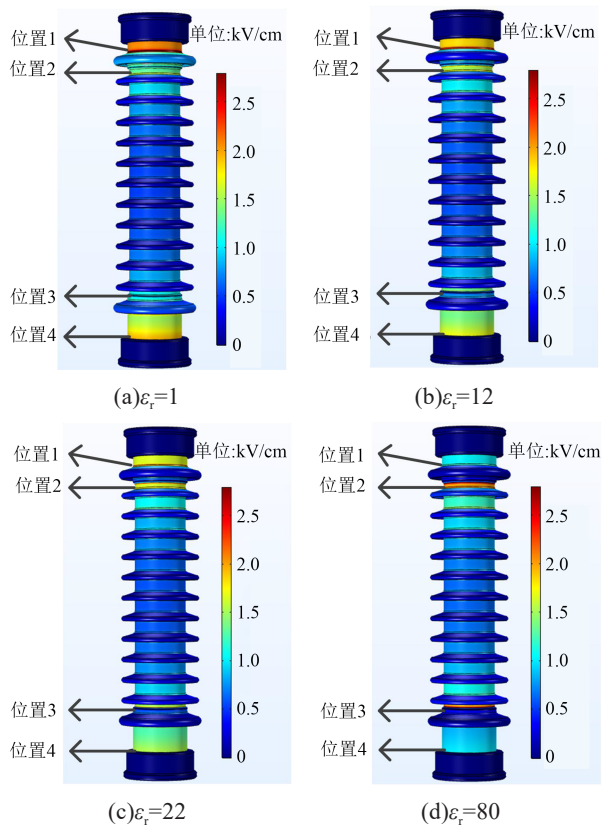 位置1
单位:kV/cm
位置2
2.5
2.0
1.5
1.0
0.5
位置3
位置4
0
(a)εr=1
位置1
单位:kV/cm
位置2
2.5
2.0
1.5
1.0
0.5
位置3
位置4
0
(b)εr=12
位置1
单位:kV/cm
位置2
2.5
2.0
1.5
1.0
0.5
位置3
位置4
0
(c)εr=22
位置1
单位:kV/cm
位置2
2.5
2.0
1.5
1.0
0.5
位置3
位置4
0
(d)εr=80